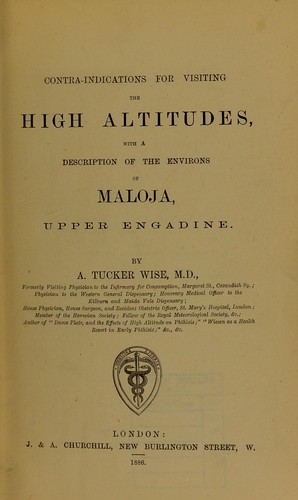 CONTRA-INDICATIONS FOR VISITING
THE
HIGH ALTITUDES,
WITH A
DESCRIPTION OF THE ENVIRONS
OF
MALOJA,
UPPER ENGADINE.
BY
A. TUCKER WISE, M.D.,
Formerly Visiting Physician to the Infirmary for Consumption, Margaret St., Cavendish Sq.;
Physician to the Western General Dispensary; Honorary Medical Officer to the
Kilburn and Maida Vale Dispensary;
House Physician, House Surgeon, and Resident Obstetric Officer, St. Mary's Hospital, London;
Member of the Harveian Society; Fellow of the Royal Meteorological Society, &c.;
Author of "Davos Platz, and the Effects of High Altitude on Phthisis;" "Wiesen as a Health
Resort in Early Phthisis;" &c., &c.
LONDON:
J. & A. CHURCHILL, NEW BURLINGTON STREET, W.
1886.